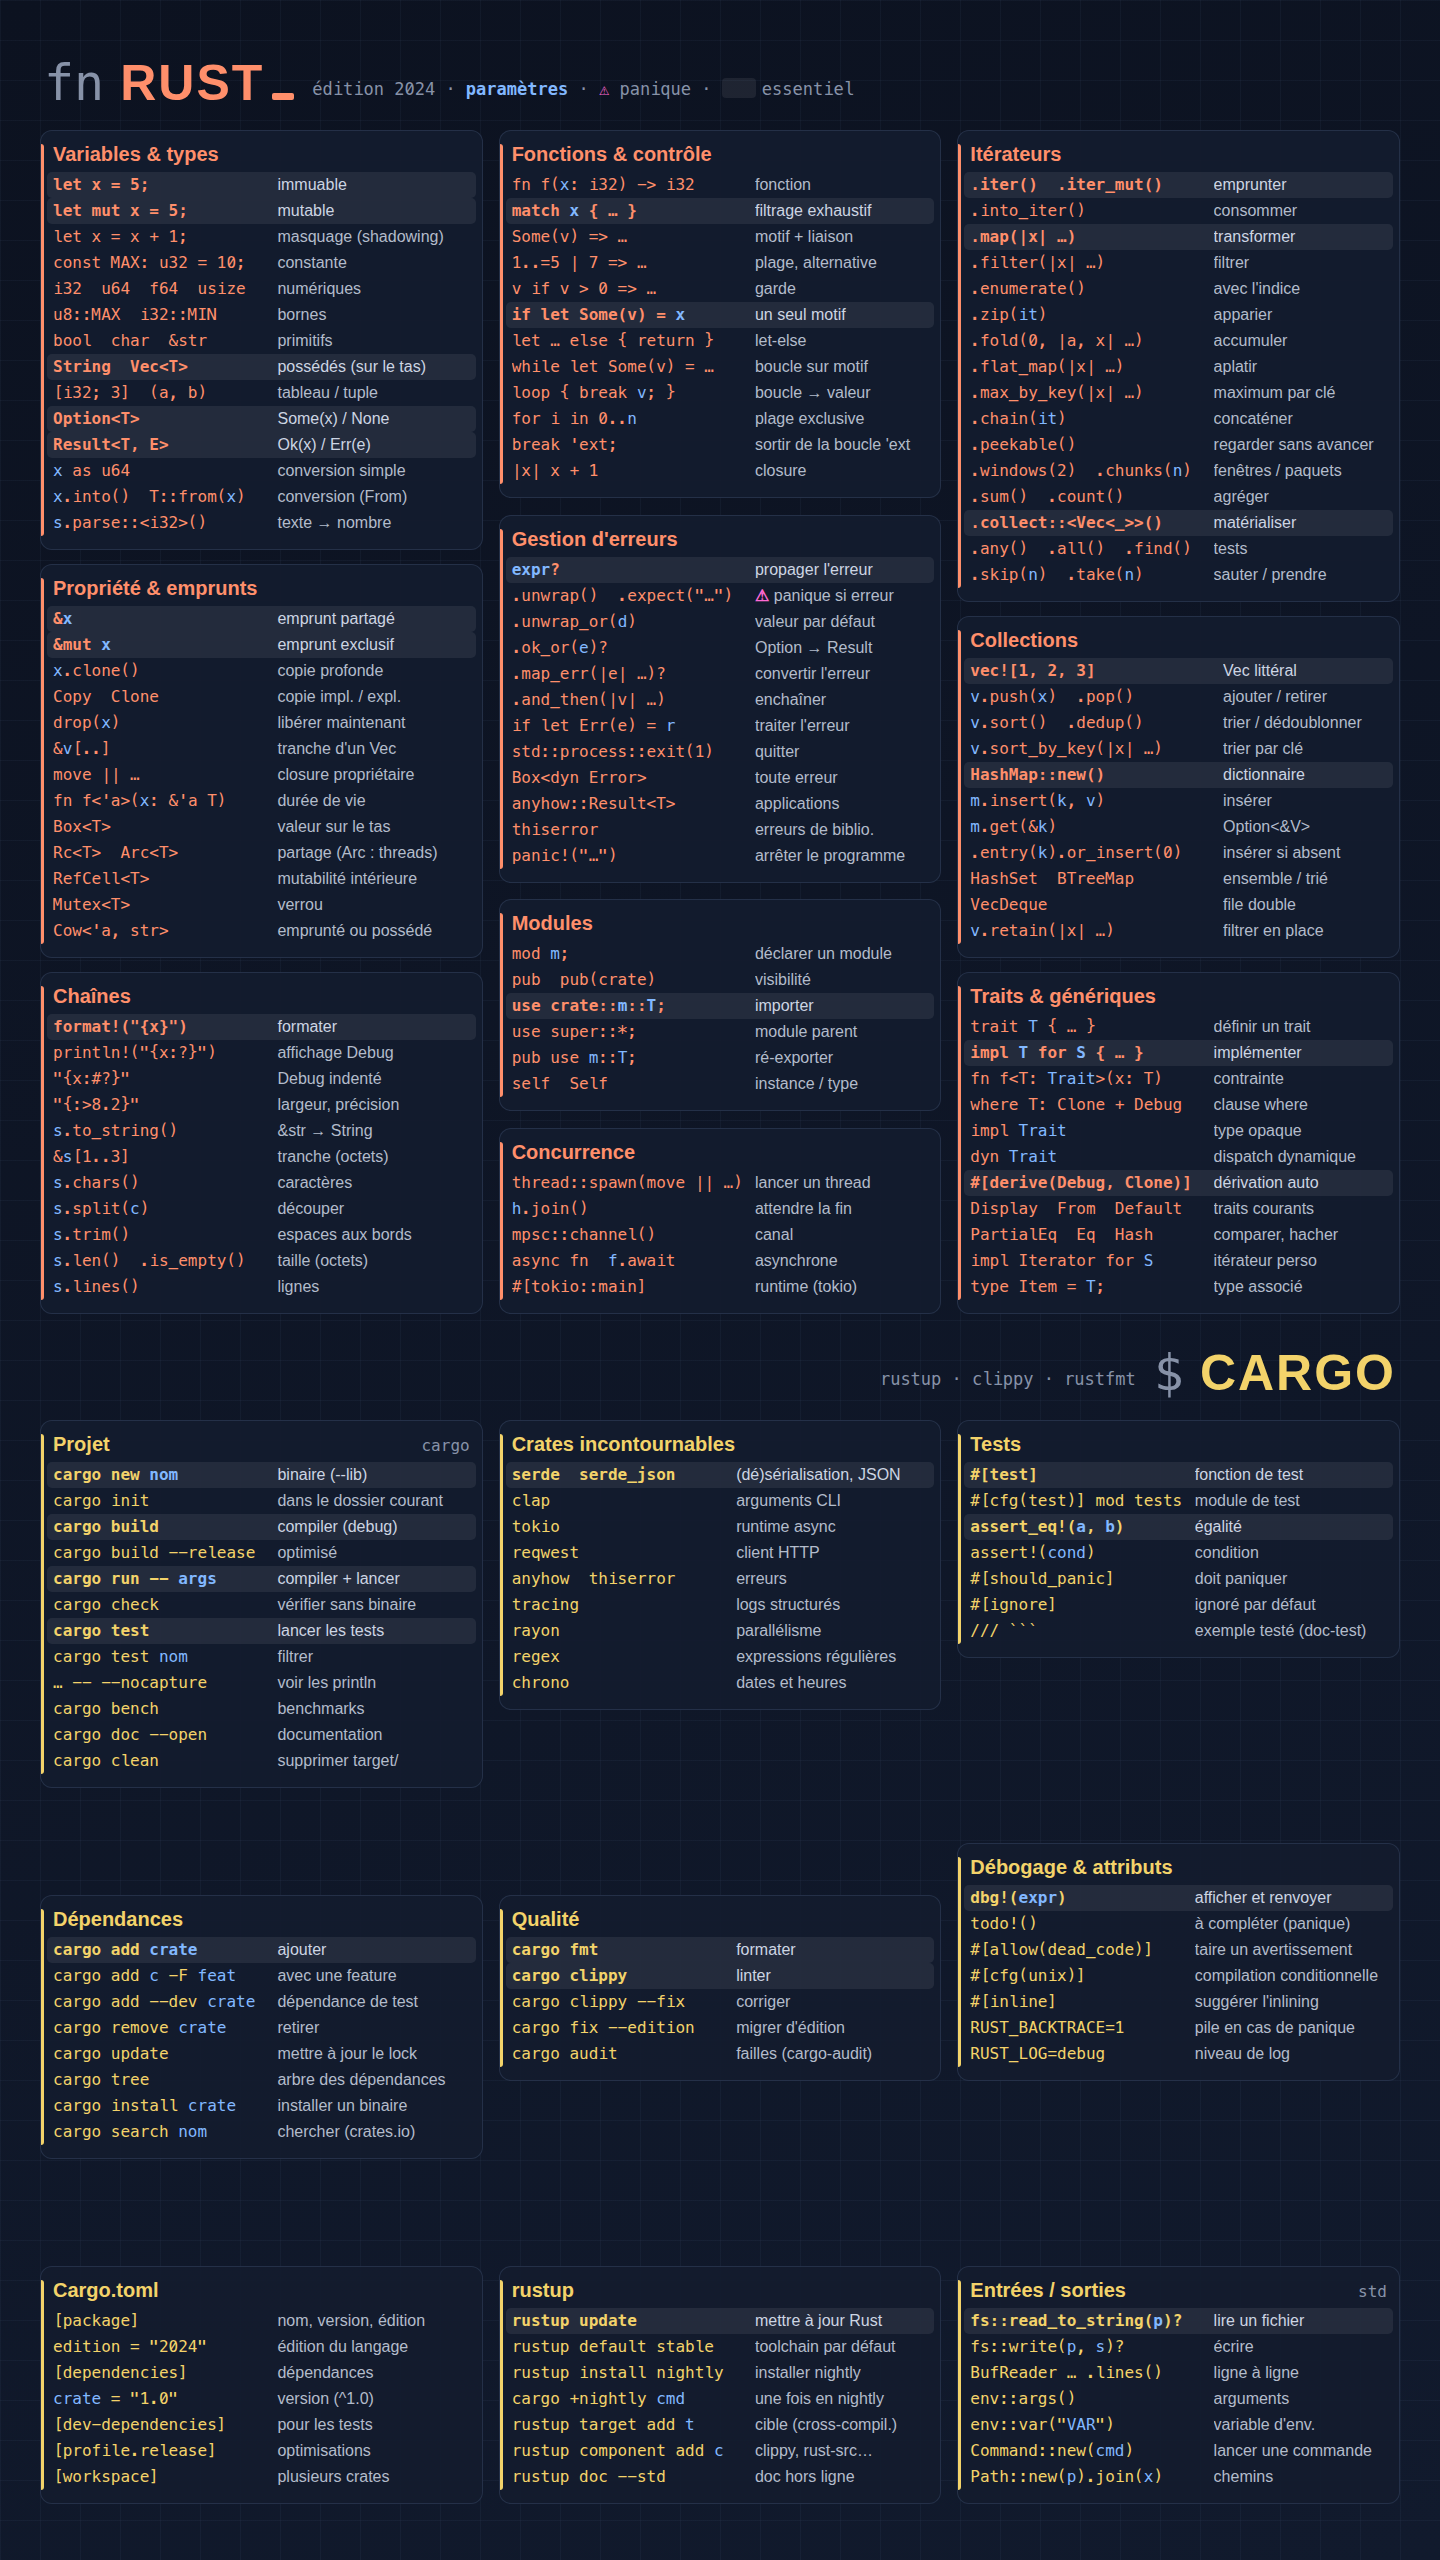 fn RUST_ édition 2024 · paramètres · ⚠ panique · essentiel
Variables & types
let x = 5; immuable
let mut x = 5; mutable
let x = x + 1; masquage (shadowing)
const MAX: u32 = 10; constante
i32 u64 f64 usize numériques
u8::MAX i32::MIN bornes
bool char &str primitifs
String Vec<T> possédés (sur le tas)
[i32; 3] (a, b) tableau / tuple
Option<T> Some(x) / None
Result<T, E> Ok(x) / Err(e)
x as u64 conversion simple
x.into() T::from(x) conversion (From)
s.parse::<i32>() texte → nombre
Propriété & emprunts
&x emprunt partagé
&mut x emprunt exclusif
x.clone() copie profonde
Copy Clone copie impl. / expl.
drop(x) libérer maintenant
&v[..] tranche d'un Vec
move || … closure propriétaire
fn f<'a>(x: &'a T) durée de vie
Box<T> valeur sur le tas
Rc<T> Arc<T> partage (Arc : threads)
RefCell<T> mutabilité intérieure
Mutex<T> verrou
Cow<'a, str> emprunté ou possédé
Chaînes
format!("{x}") formater
println!("{x:?}") affichage Debug
"{x:#?}" Debug indenté
"{:>8.2}" largeur, précision
s.to_string() &str → String
&s[1..3] tranche (octets)
s.chars() caractères
s.split(c) découper
s.trim() espaces aux bords
s.len() .is_empty() taille (octets)
s.lines() lignes
Fonctions & contrôle
fn f(x: i32) -> i32 fonction
match x { … } filtrage exhaustif
Some(v) => … motif + liaison
1..=5 | 7 => … plage, alternative
v if v > 0 => … garde
if let Some(v) = x un seul motif
let … else { return } let-else
while let Some(v) = … boucle sur motif
loop { break v; } boucle → valeur
for i in 0..n plage exclusive
break 'ext; sortir de la boucle 'ext
|x| x + 1 closure
Gestion d'erreurs
expr? propager l'erreur
.unwrap() .expect("…") ⚠ panique si erreur
.unwrap_or(d) valeur par défaut
.ok_or(e)? Option → Result
.map_err(|e| …)? convertir l'erreur
.and_then(|v| …) enchaîner
if let Err(e) = r traiter l'erreur
std::process::exit(1) quitter
Box<dyn Error> toute erreur
anyhow::Result<T> applications
thiserror erreurs de biblio.
panic!("…") arrêter le programme
Modules
mod m; déclarer un module
pub pub(crate) visibilité
use crate::m::T; importer
use super::*; module parent
pub use m::T; ré-exporter
self Self instance / type
Concurrence
thread::spawn(move || …) lancer un thread
h.join() attendre la fin
mpsc::channel() canal
async fn f.await asynchrone
#[tokio::main] runtime (tokio)
Itérateurs
.iter() .iter_mut() emprunter
.into_iter() consommer
.map(|x| …) transformer
.filter(|x| …) filtrer
.enumerate() avec l'indice
.zip(it) apparier
.fold(0, |a, x| …) accumuler
.flat_map(|x| …) aplatir
.max_by_key(|x| …) maximum par clé
.chain(it) concaténer
.peekable() regarder sans avancer
.windows(2) .chunks(n) fenêtres / paquets
.sum() .count() agréger
.collect::<Vec<_>>() matérialiser
.any() .all() .find() tests
.skip(n) .take(n) sauter / prendre
Collections
vec![1, 2, 3] Vec littéral
v.push(x) .pop() ajouter / retirer
v.sort() .dedup() trier / dédoublonner
v.sort_by_key(|x| …) trier par clé
HashMap::new() dictionnaire
m.insert(k, v) insérer
m.get(&k) Option<&V>
.entry(k).or_insert(0) insérer si absent
HashSet BTreeMap ensemble / trié
VecDeque file double
v.retain(|x| …) filtrer en place
Traits & génériques
trait T { … } définir un trait
impl T for S { … } implémenter
fn f<T: Trait>(x: T) contrainte
where T: Clone + Debug clause where
impl Trait type opaque
dyn Trait dispatch dynamique
#[derive(Debug, Clone)] dérivation auto
Display From Default traits courants
PartialEq Eq Hash comparer, hacher
impl Iterator for S itérateur perso
type Item = T; type associé
rustup · clippy · rustfmt $ CARGO
Projet cargo
cargo new nom binaire (--lib)
cargo init dans le dossier courant
cargo build compiler (debug)
cargo build --release optimisé
cargo run -- args compiler + lancer
cargo check vérifier sans binaire
cargo test lancer les tests
cargo test nom filtrer
… -- --nocapture voir les println
cargo bench benchmarks
cargo doc --open documentation
cargo clean supprimer target/
Dépendances
cargo add crate ajouter
cargo add c -F feat avec une feature
cargo add --dev crate dépendance de test
cargo remove crate retirer
cargo update mettre à jour le lock
cargo tree arbre des dépendances
cargo install crate installer un binaire
cargo search nom chercher (crates.io)
Cargo.toml
[package] nom, version, édition
edition = "2024" édition du langage
[dependencies] dépendances
crate = "1.0" version (^1.0)
[dev-dependencies] pour les tests
[profile.release] optimisations
[workspace] plusieurs crates
Crates incontournables
serde serde_json (dé)sérialisation, JSON
clap arguments CLI
tokio runtime async
reqwest client HTTP
anyhow thiserror erreurs
tracing logs structurés
rayon parallélisme
regex expressions régulières
chrono dates et heures
Qualité
cargo fmt formater
cargo clippy linter
cargo clippy --fix corriger
cargo fix --edition migrer d'édition
cargo audit failles (cargo-audit)
rustup
rustup update mettre à jour Rust
rustup default stable toolchain par défaut
rustup install nightly installer nightly
cargo +nightly cmd une fois en nightly
rustup target add t cible (cross-compil.)
rustup component add c clippy, rust-src…
rustup doc --std doc hors ligne
Tests
#[test] fonction de test
#[cfg(test)] mod tests module de test
assert_eq!(a, b) égalité
assert!(cond) condition
#[should_panic] doit paniquer
#[ignore] ignoré par défaut
/// ``` exemple testé (doc-test)
Débogage & attributs
dbg!(expr) afficher et renvoyer
todo!() à compléter (panique)
#[allow(dead_code)] taire un avertissement
#[cfg(unix)] compilation conditionnelle
#[inline] suggérer l'inlining
RUST_BACKTRACE=1 pile en cas de panique
RUST_LOG=debug niveau de log
Entrées / sorties std
fs::read_to_string(p)? lire un fichier
fs::write(p, s)? écrire
BufReader … .lines() ligne à ligne
env::args() arguments
env::var("VAR") variable d'env.
Command::new(cmd) lancer une commande
Path::new(p).join(x) chemins